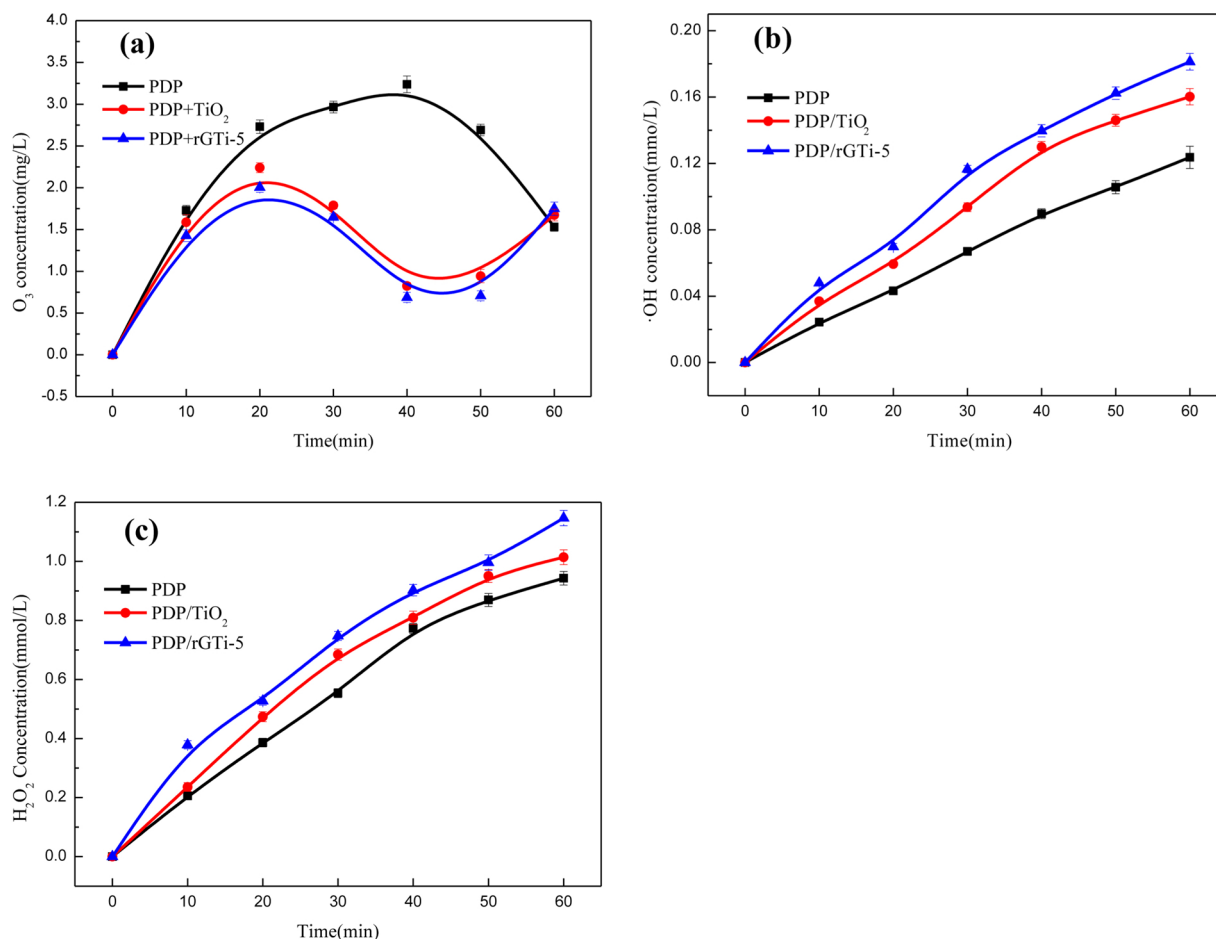 (a)
PDP
PDP+TiO₂
PDP+rGTi-5
O₃ concentration(mg/L)
4.0
3.5
3.0
2.5
2.0
1.5
1.0
0.5
0.0
-0.5
0 10 20 30 40 50 60
Time(min)
(b)
PDP
PDP/TiO₂
PDP/rGTi-5
·OH concentration(mmo/L)
0.20
0.16
0.12
0.08
0.04
0.00
0 10 20 30 40 50 60
Time(min)
(c)
PDP
PDP/TiO₂
PDP/rGTi-5
H₂O₂ Concentration(mmol/L)
1.2
1.0
0.8
0.6
0.4
0.2
0.0
0 10 20 30 40 50 60
Time(min)